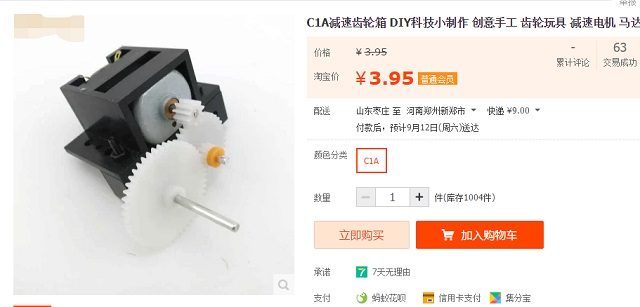 举报
C1A减速齿轮箱 DIY科技小制作 创意手工 齿轮玩具 减速电机 马达
价格 ¥ 3.95 - 63
累计评论 交易成功
淘宝价 ¥ 3.95 普通会员
配送 山东枣庄 至 河南郑州新郑市 快递 ¥9.00
付款后，预计9月12日(周六)送达
颜色分类 C1A
数量 − 1 + 件(库存1004件)
立即购买 加入购物车
承诺 7 7天无理由
支付 蚂蚁花呗 信用卡支付 集分宝